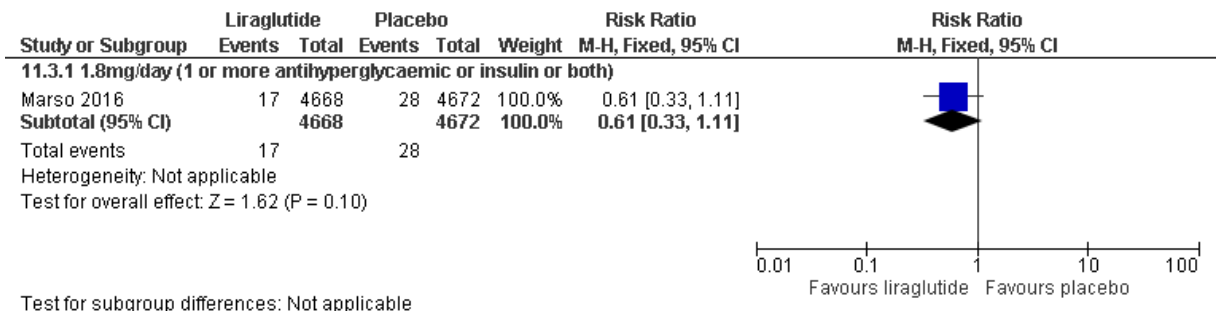 Liraglutide Placebo Risk Ratio Risk Ratio
Study or Subgroup Events Total Events Total Weight M-H, Fixed, 95% CI M-H, Fixed, 95% CI
11.3.1 1.8mg/day (1 or more antihyperglycaemic or insulin or both)
Marso 2016 17 4668 28 4672 100.0% 0.61 [0.33, 1.11]
Subtotal (95% CI) 4668 4672 100.0% 0.61 [0.33, 1.11]
Total events 17 28
Heterogeneity: Not applicable
Test for overall effect: Z = 1.62 (P = 0.10)
0.01 0.1 1 10 100
Favours liraglutide Favours placebo
Test for subgroup differences: Not applicable